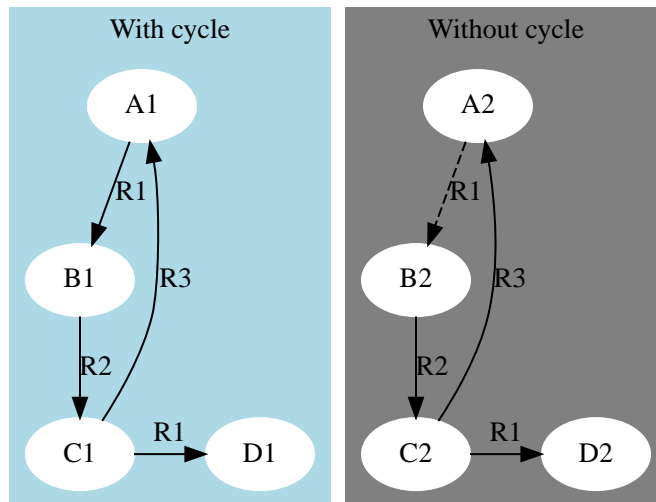 With cycle
A1
R1
B1
R3
R2
C1
R1
D1
Without cycle
A2
R1
B2
R3
R2
C2
R1
D2